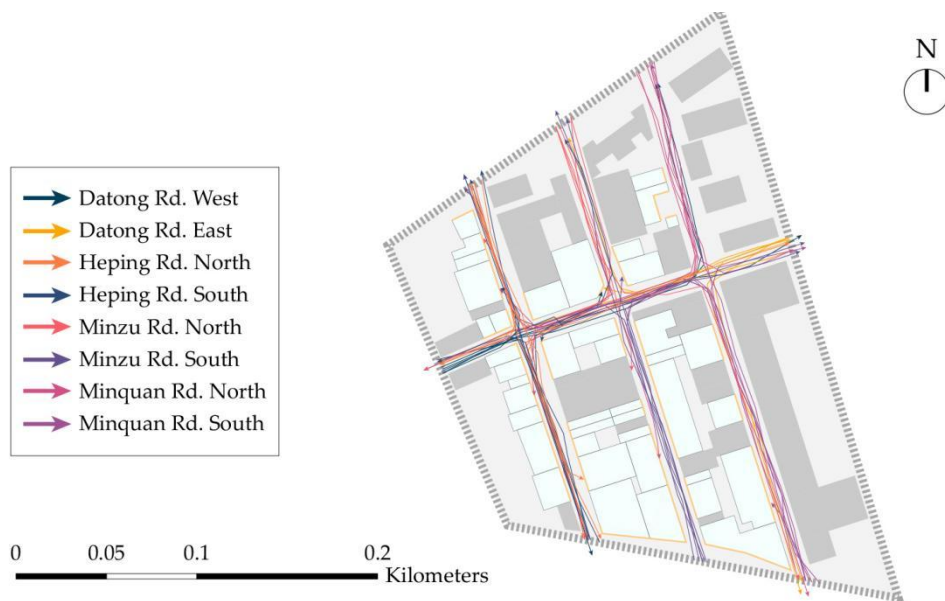 N
Datong Rd. West
Datong Rd. East
Heping Rd. North
Heping Rd. South
Minzu Rd. North
Minzu Rd. South
Minquan Rd. North
Minquan Rd. South
0 0.05 0.1 0.2
Kilometers